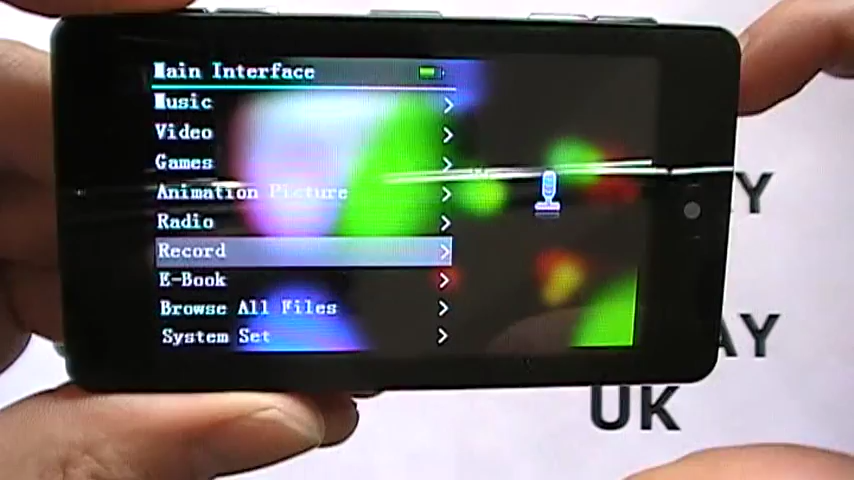 Main Interface
Music
Video
Games
Animation Picture
Radio
Record
E-Book
Browse All Files
System Set
UK